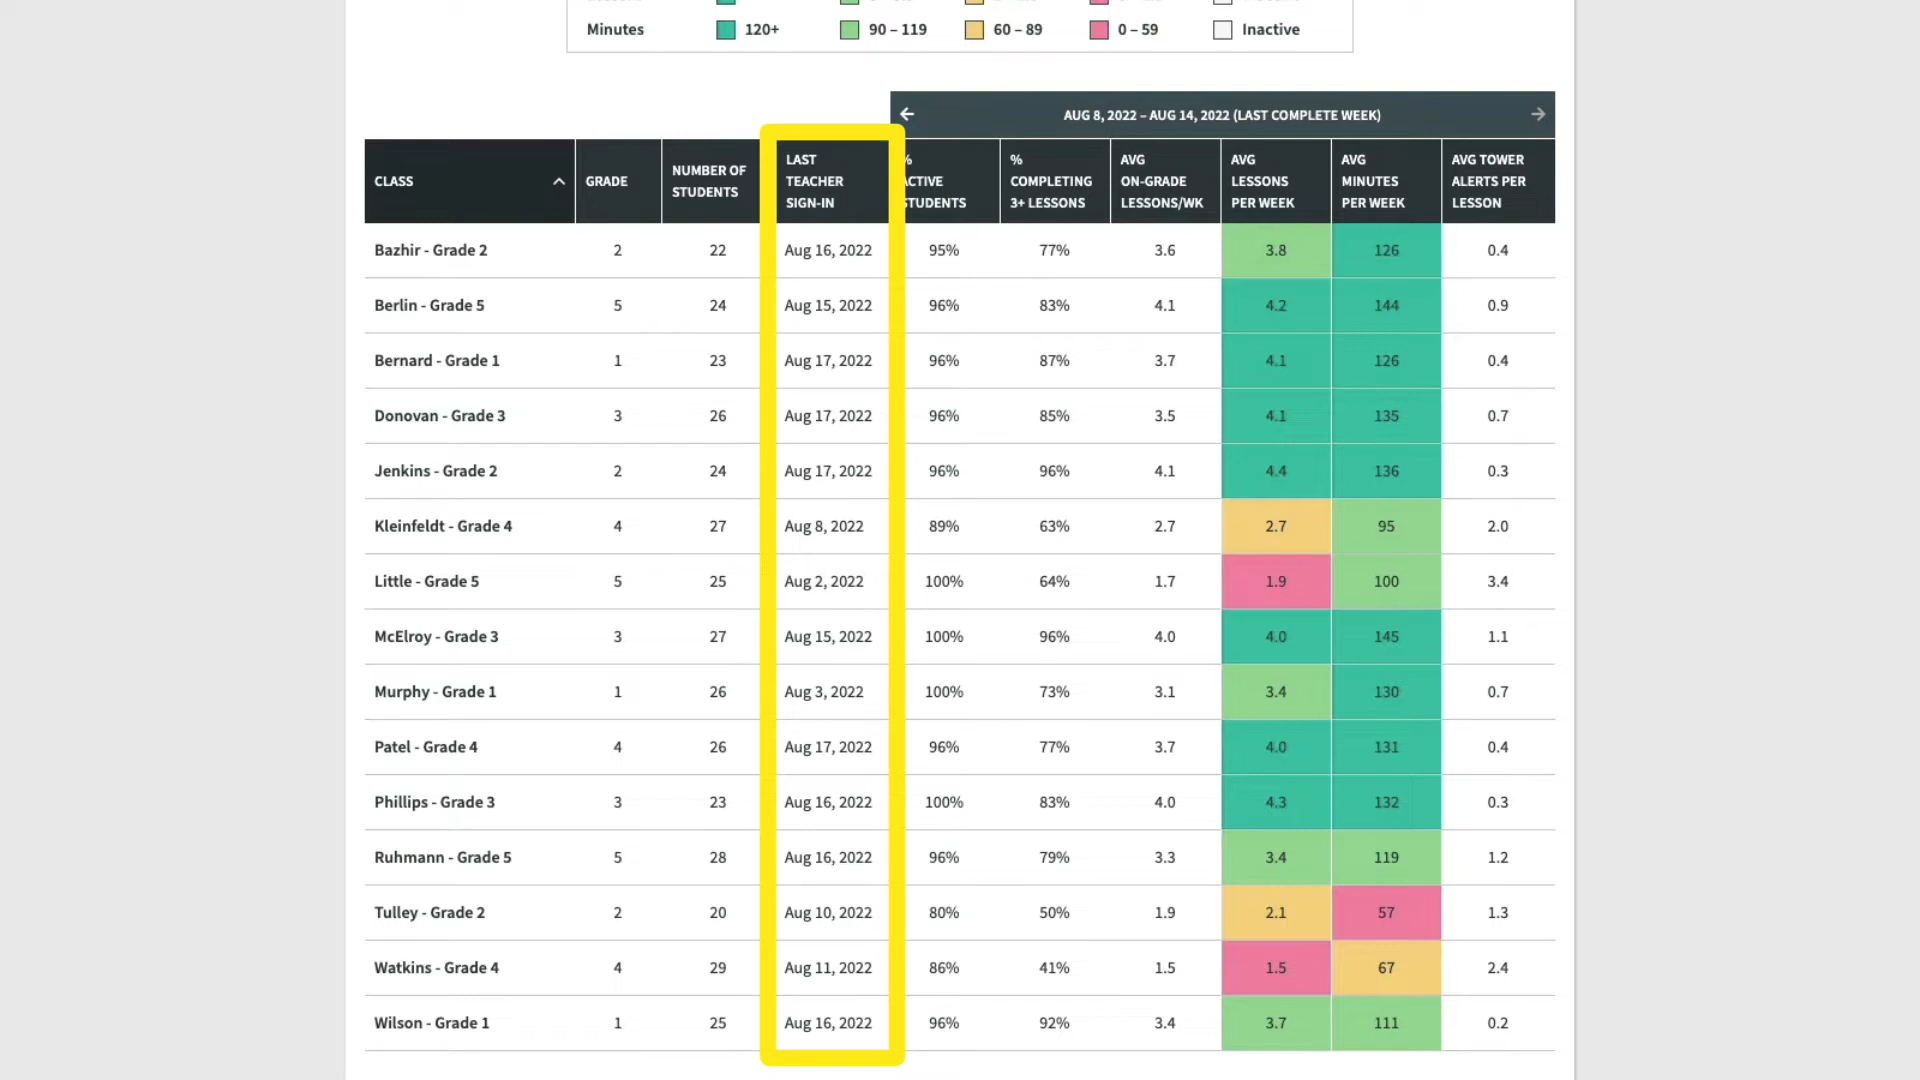 Minutes 120+ 90 – 119 60 – 89 0 – 59 Inactive
AUG 8, 2022 – AUG 14, 2022 (LAST COMPLETE WEEK)
CLASS GRADE NUMBER OF STUDENTS LAST TEACHER SIGN-IN % ACTIVE STUDENTS % COMPLETING 3+ LESSONS AVG ON-GRADE LESSONS/WK AVG LESSONS PER WEEK AVG MINUTES PER WEEK AVG TOWER ALERTS PER LESSON
Bazhir - Grade 2 2 22 Aug 16, 2022 95% 77% 3.6 3.8 126 0.4
Berlin - Grade 5 5 24 Aug 15, 2022 96% 83% 4.1 4.2 144 0.9
Bernard - Grade 1 1 23 Aug 17, 2022 96% 87% 3.7 4.1 126 0.4
Donovan - Grade 3 3 26 Aug 17, 2022 96% 85% 3.5 4.1 135 0.7
Jenkins - Grade 2 2 24 Aug 17, 2022 96% 96% 4.1 4.4 136 0.3
Kleinfeldt - Grade 4 4 27 Aug 8, 2022 89% 63% 2.7 2.7 95 2.0
Little - Grade 5 5 25 Aug 2, 2022 100% 64% 1.7 1.9 100 3.4
McElroy - Grade 3 3 27 Aug 15, 2022 100% 96% 4.0 4.0 145 1.1
Murphy - Grade 1 1 26 Aug 3, 2022 100% 73% 3.1 3.4 130 0.7
Patel - Grade 4 4 26 Aug 17, 2022 96% 77% 3.7 4.0 131 0.4
Phillips - Grade 3 3 23 Aug 16, 2022 100% 83% 4.0 4.3 132 0.3
Ruhmann - Grade 5 5 28 Aug 16, 2022 96% 79% 3.3 3.4 119 1.2
Tulley - Grade 2 2 20 Aug 10, 2022 80% 50% 1.9 2.1 57 1.3
Watkins - Grade 4 4 29 Aug 11, 2022 86% 41% 1.5 1.5 67 2.4
Wilson - Grade 1 1 25 Aug 16, 2022 96% 92% 3.4 3.7 111 0.2